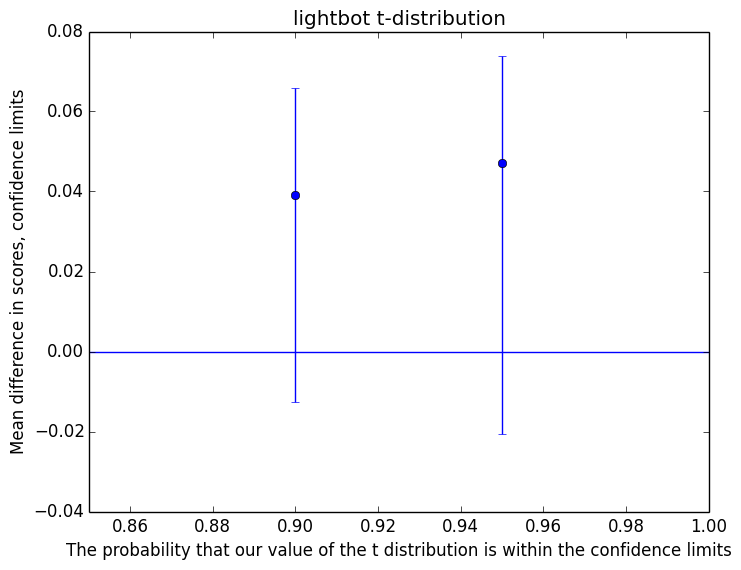 lightbot t-distribution
Mean difference in scores, confidence limits
0.08
0.06
0.04
0.02
0.00
−0.02
−0.04
0.86 0.88 0.90 0.92 0.94 0.96 0.98 1.00
The probability that our value of the t distribution is within the confidence limits